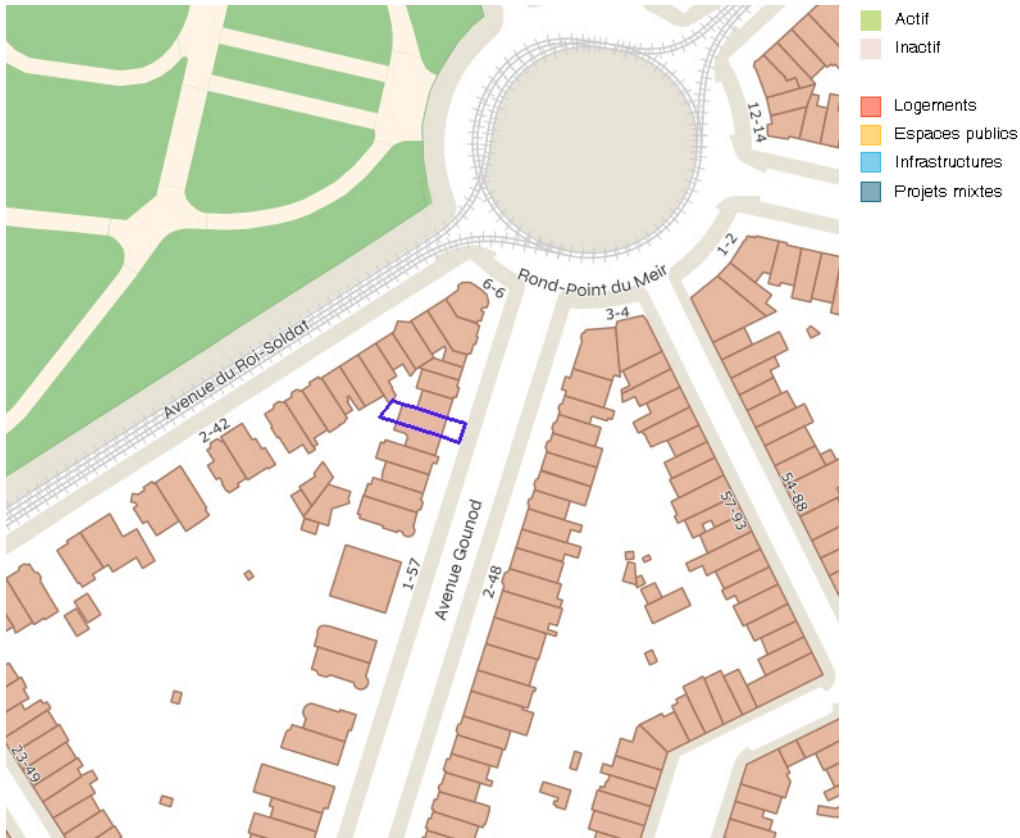 Actif
Inactif
Logements
Espaces publics
Infrastructures
Projets mixtes
12-14
1-2
Rond-Point du Meir
6-6
3-4
Avenue du Roi-Soldat
2-42
54-88
57-93
Avenue Gounod
1-57
2-48
23-49